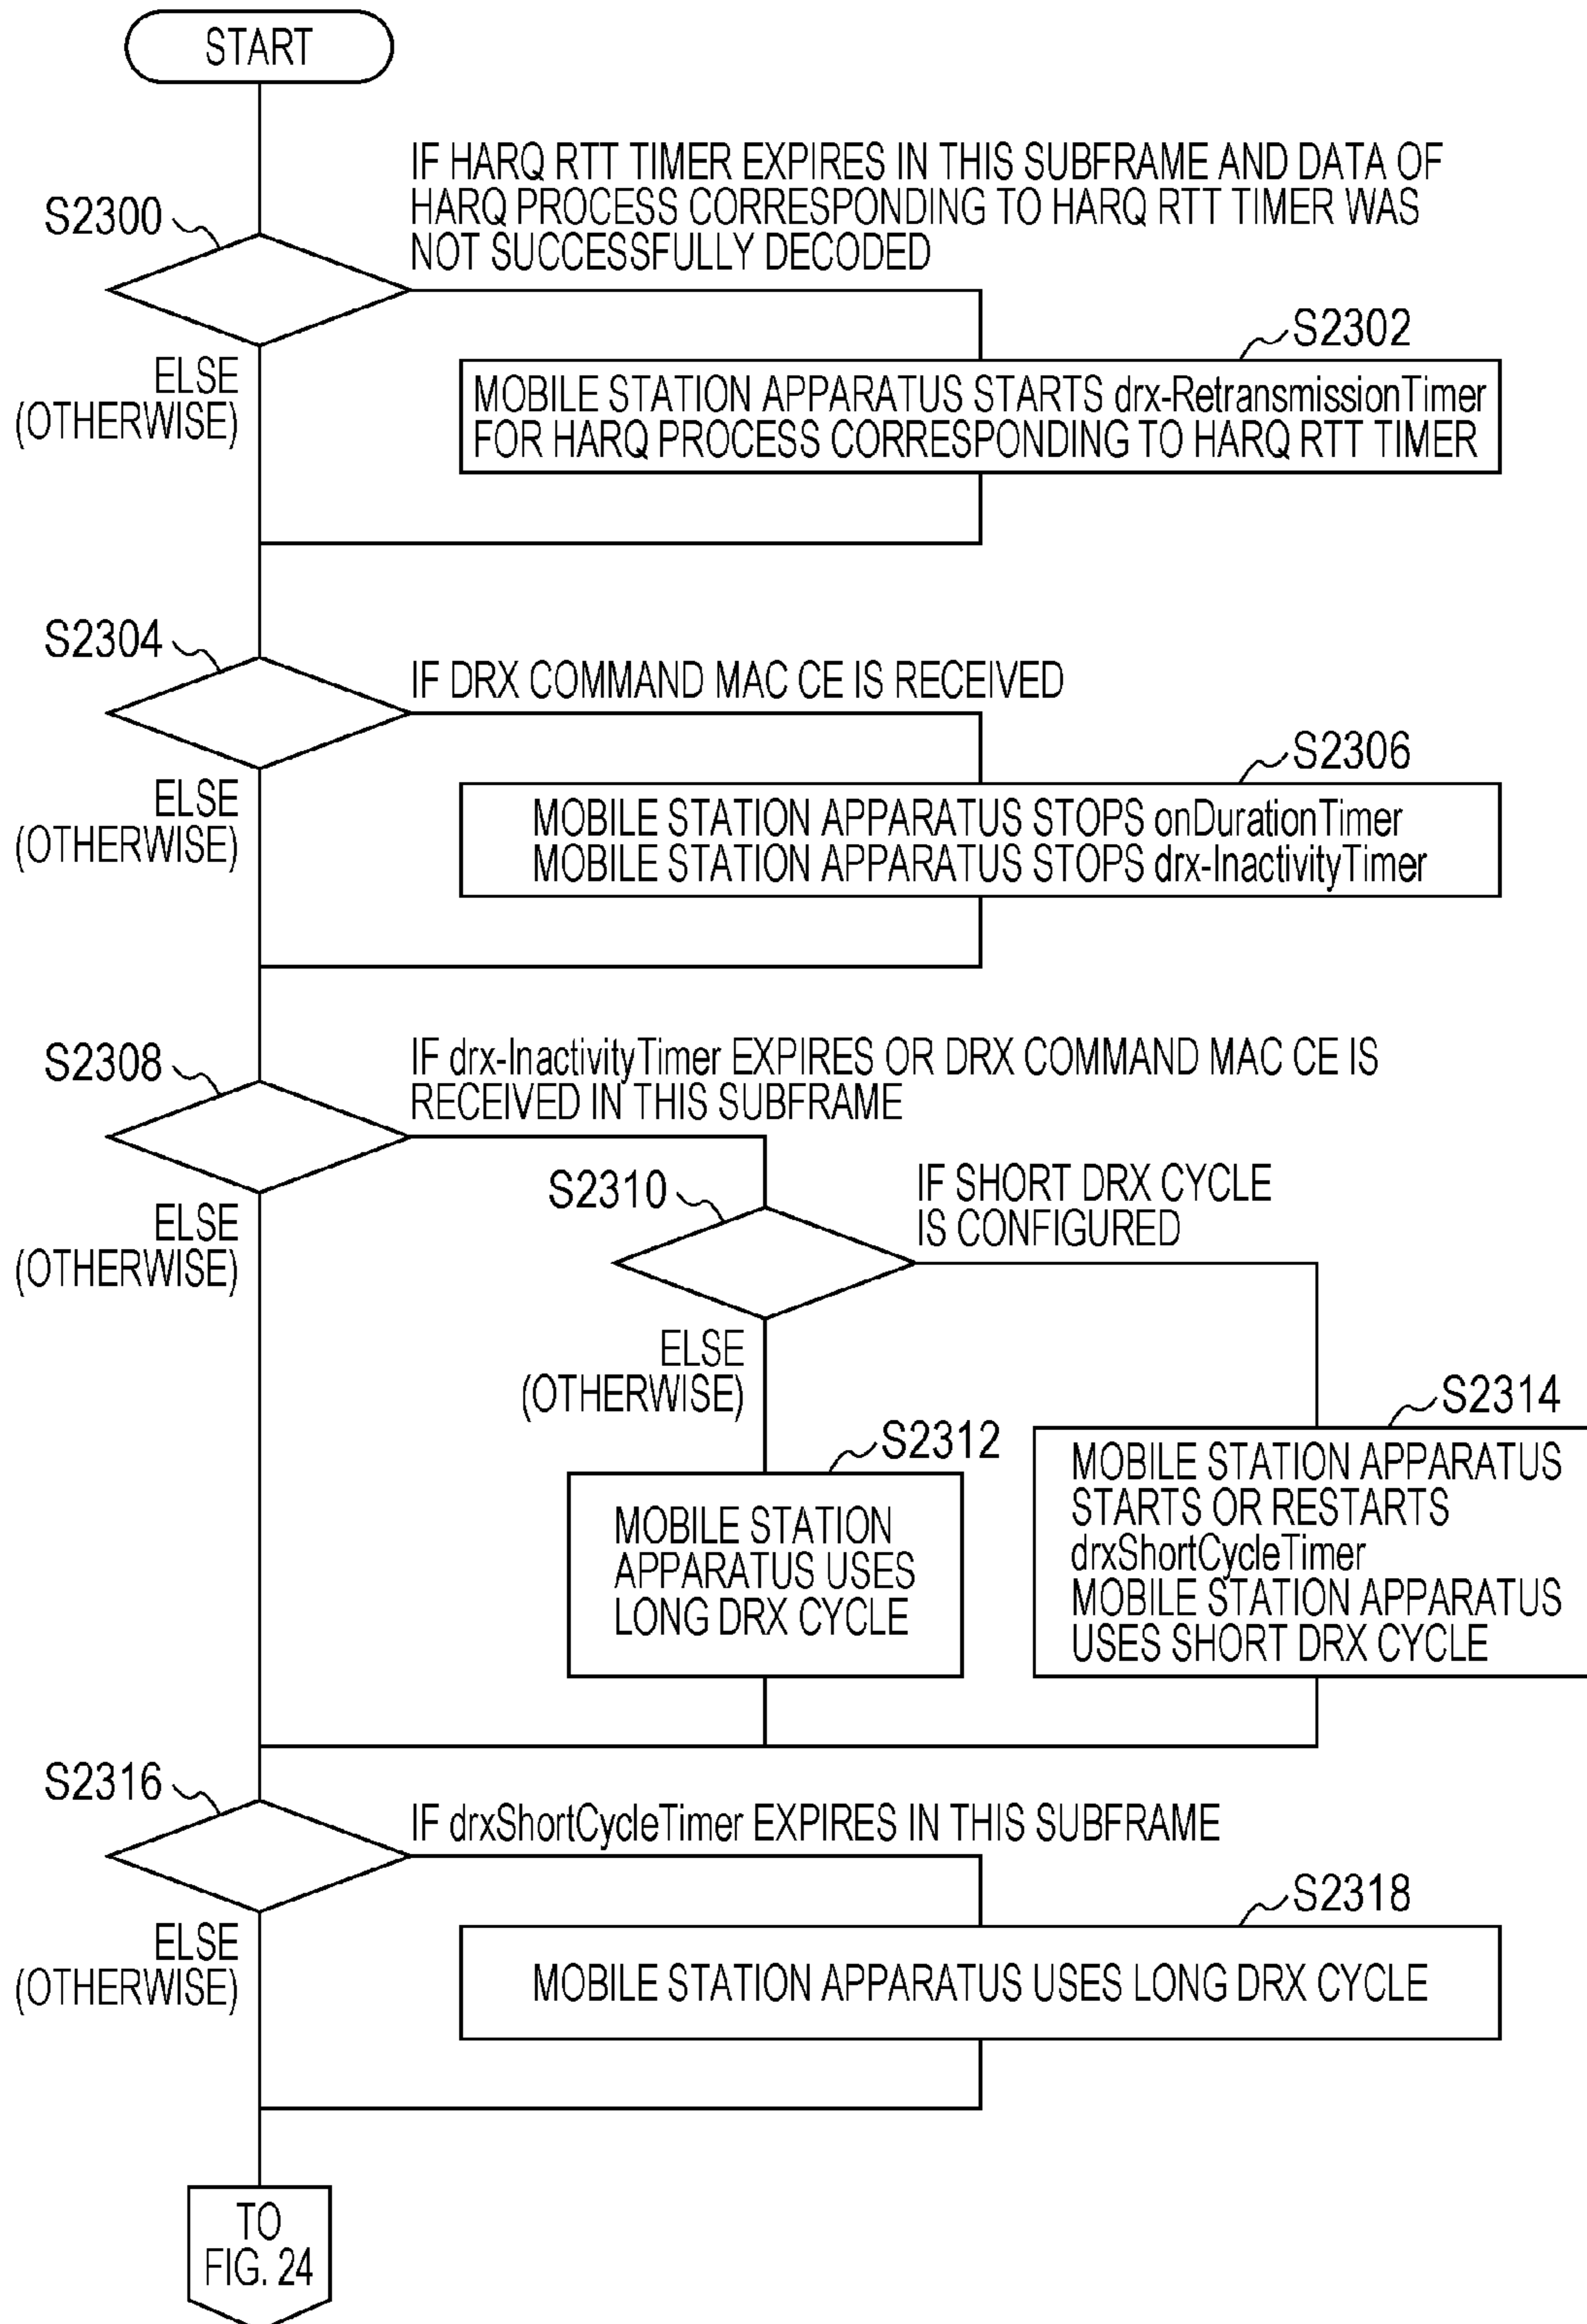 START
IF HARQ RTT TIMER EXPIRES IN THIS SUBFRAME AND DATA OF
HARQ PROCESS CORRESPONDING TO HARQ RTT TIMER WAS
NOT SUCCESSFULLY DECODED
S2300
S2302
ELSE
(OTHERWISE)
MOBILE STATION APPARATUS STARTS drx-RetransmissionTimer
FOR HARQ PROCESS CORRESPONDING TO HARQ RTT TIMER
S2304
IF DRX COMMAND MAC CE IS RECEIVED
S2306
ELSE
(OTHERWISE)
MOBILE STATION APPARATUS STOPS onDurationTimer
MOBILE STATION APPARATUS STOPS drx-InactivityTimer
S2308
IF drx-InactivityTimer EXPIRES OR DRX COMMAND MAC CE IS
RECEIVED IN THIS SUBFRAME
S2310
IF SHORT DRX CYCLE
IS CONFIGURED
ELSE
(OTHERWISE)
ELSE
(OTHERWISE)
S2312
S2314
MOBILE STATION
APPARATUS USES
LONG DRX CYCLE
MOBILE STATION APPARATUS
STARTS OR RESTARTS
drxShortCycleTimer
MOBILE STATION APPARATUS
USES SHORT DRX CYCLE
S2316
IF drxShortCycleTimer EXPIRES IN THIS SUBFRAME
S2318
ELSE
(OTHERWISE)
MOBILE STATION APPARATUS USES LONG DRX CYCLE
TO
FIG. 24